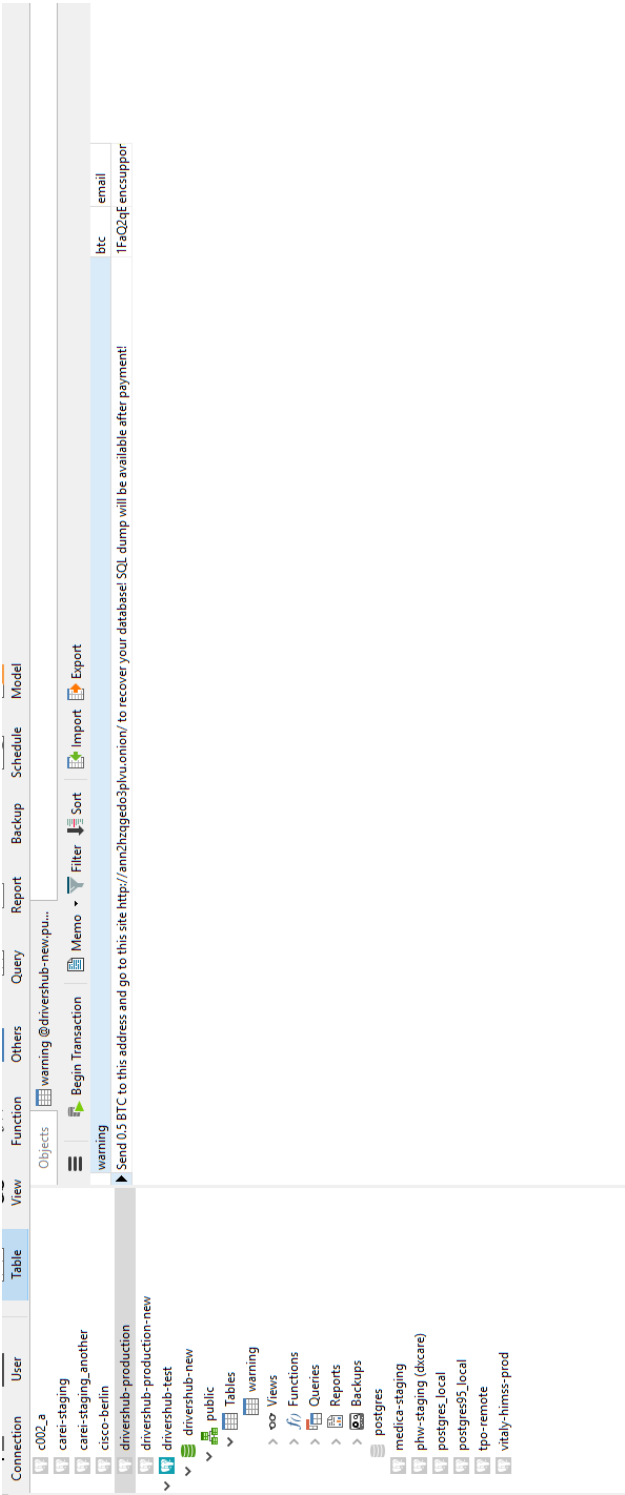 Connection User Table View Function Others Query Report Backup Schedule Model
c002_a
carei-staging
carei-staging_another
cisco-berlin
drivershub-production
drivershub-production-new
drivershub-test
drivershub-new
public
Tables
warning
Views
Functions
Queries
Reports
Backups
postgres
medica-staging
phw-staging (dxcare)
postgres_local
postgres95_local
tpo-remote
vitaly-himss-prod
Objects warning @drivershub-new.pu...
Begin Transaction Memo Filter Sort Import Export
warning btc email
Send 0.5 BTC to this address and go to this site http://ann2hzqgedo3plvu.onion/ to recover your database! SQL dump will be available after payment! 1FaQ2qE encsuppor